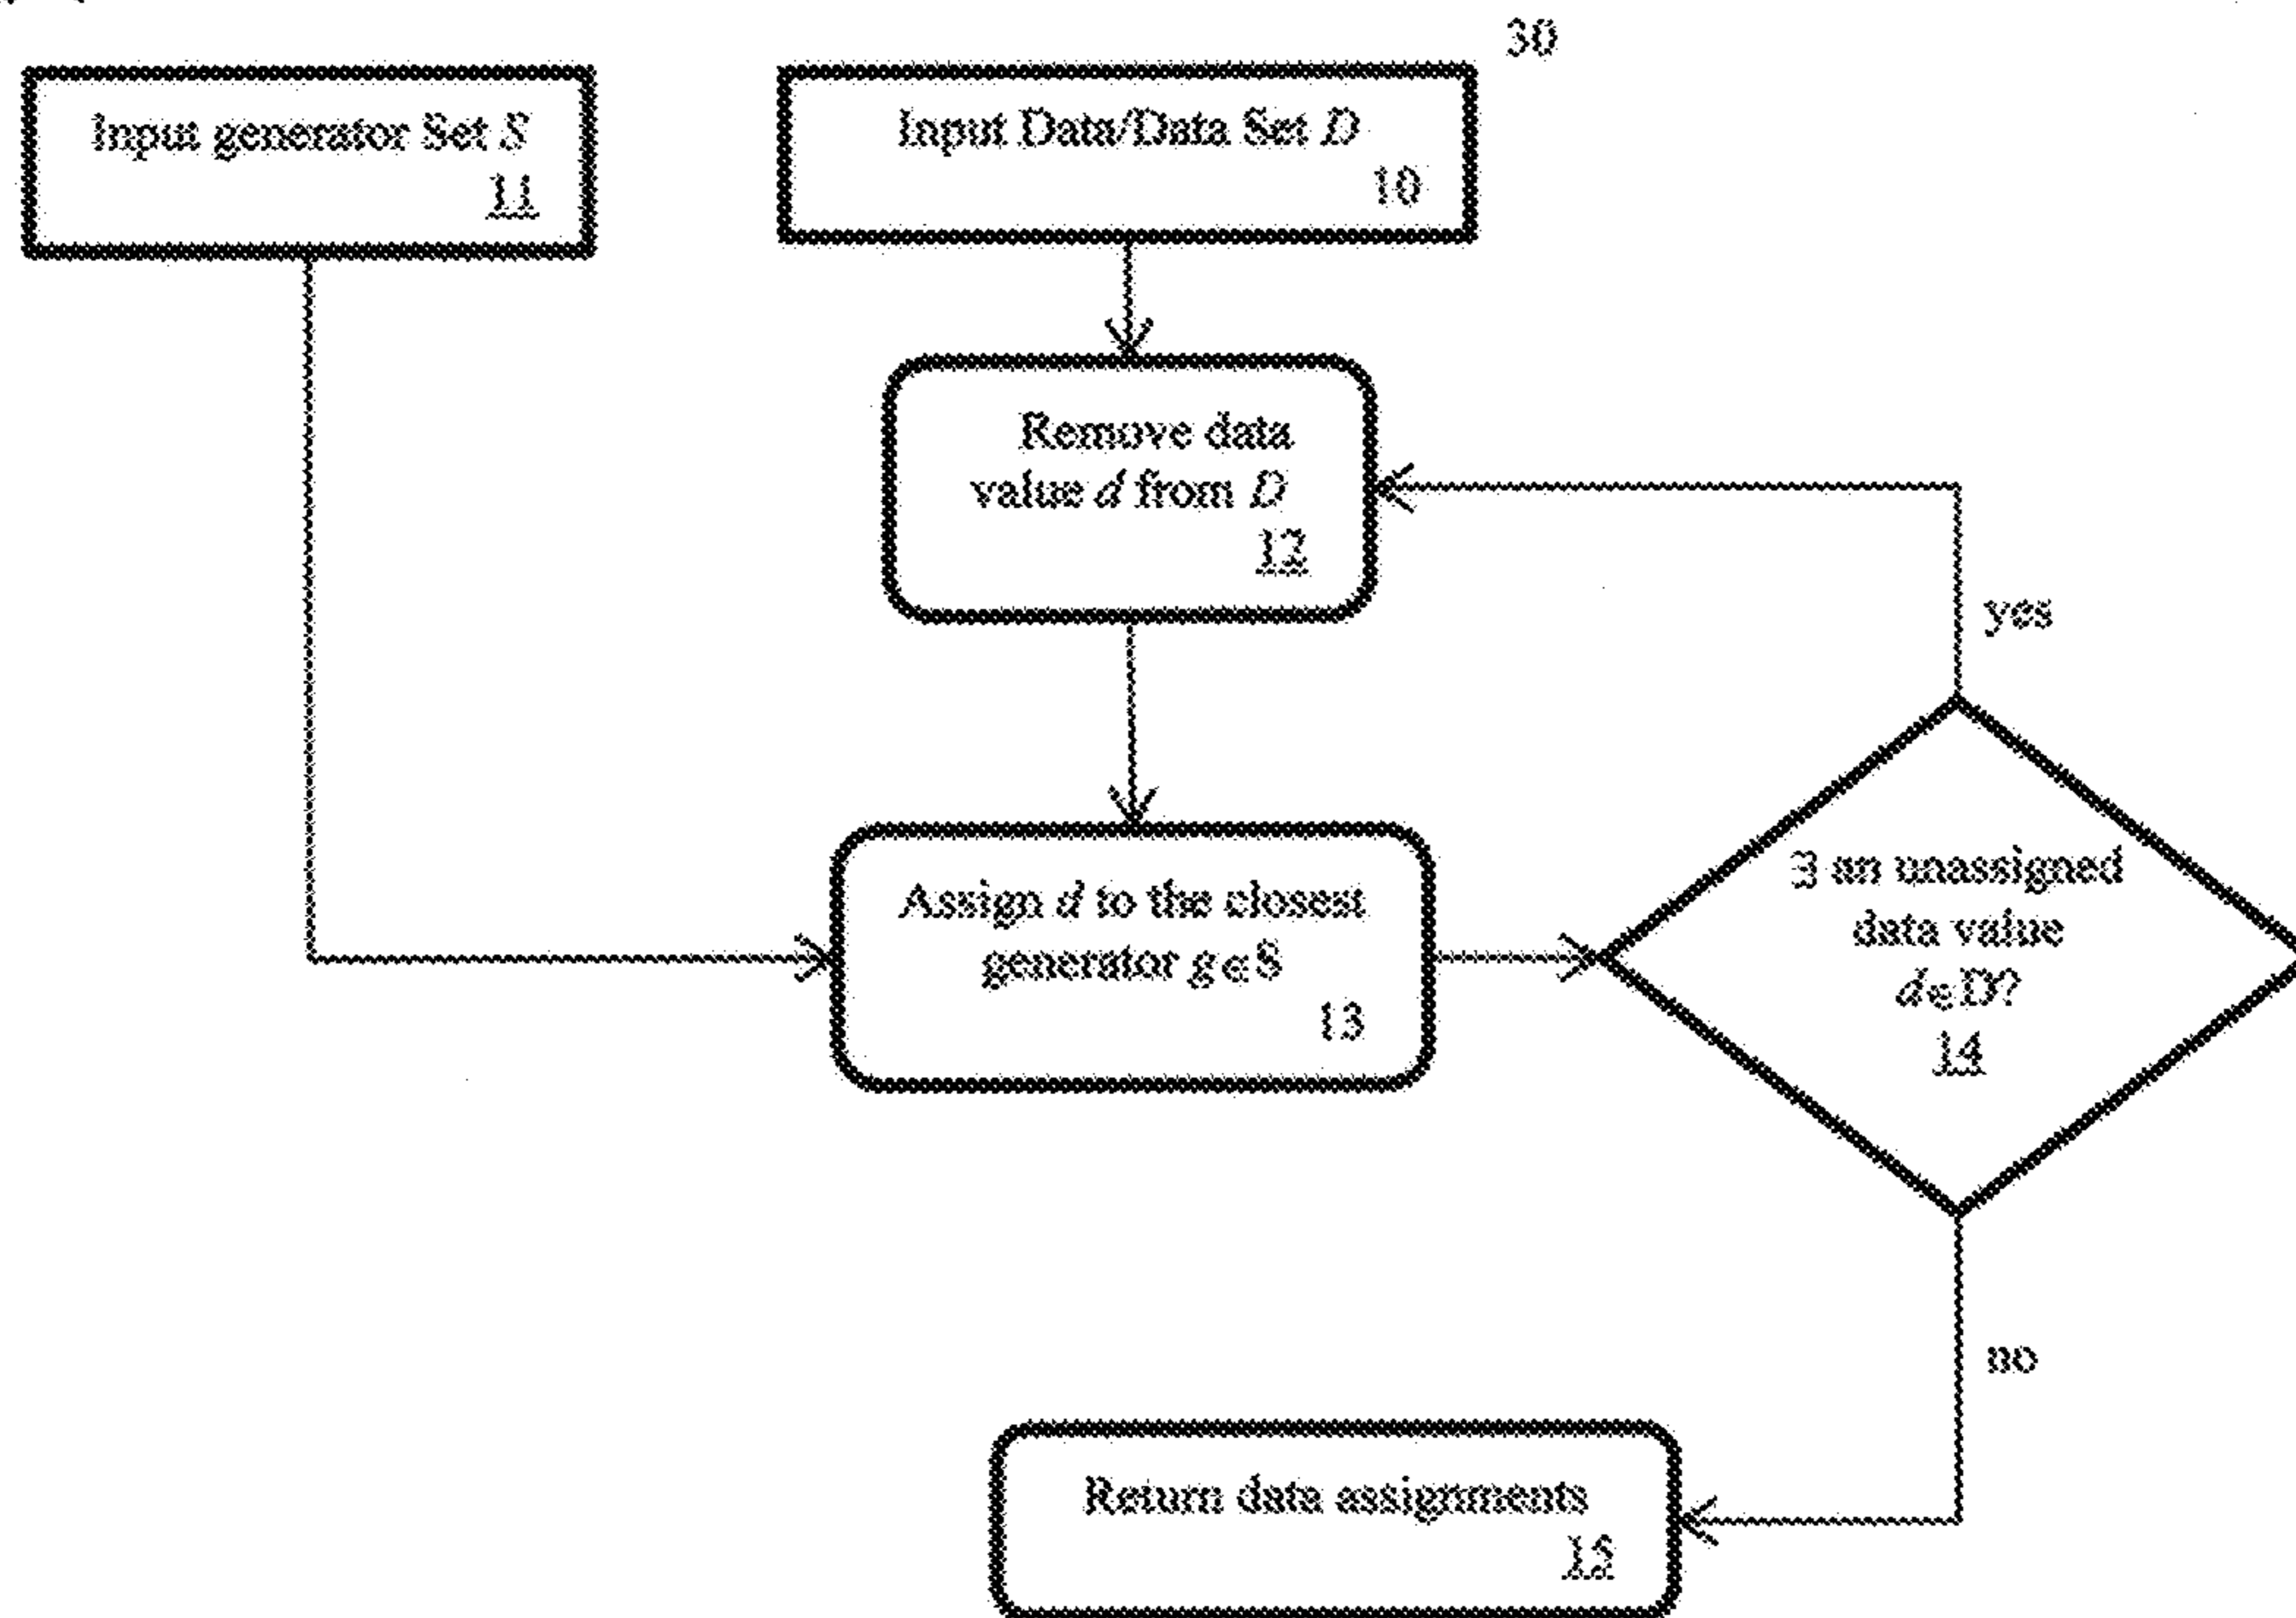 30
Input generator Set S
11
Input Data/Data Set D
10
Remove data
value d from D
12
yes
Assign d to the closest
generator g∈S
13
∃ an unassigned
data value
d∈D?
14
no
Return data assignments
15